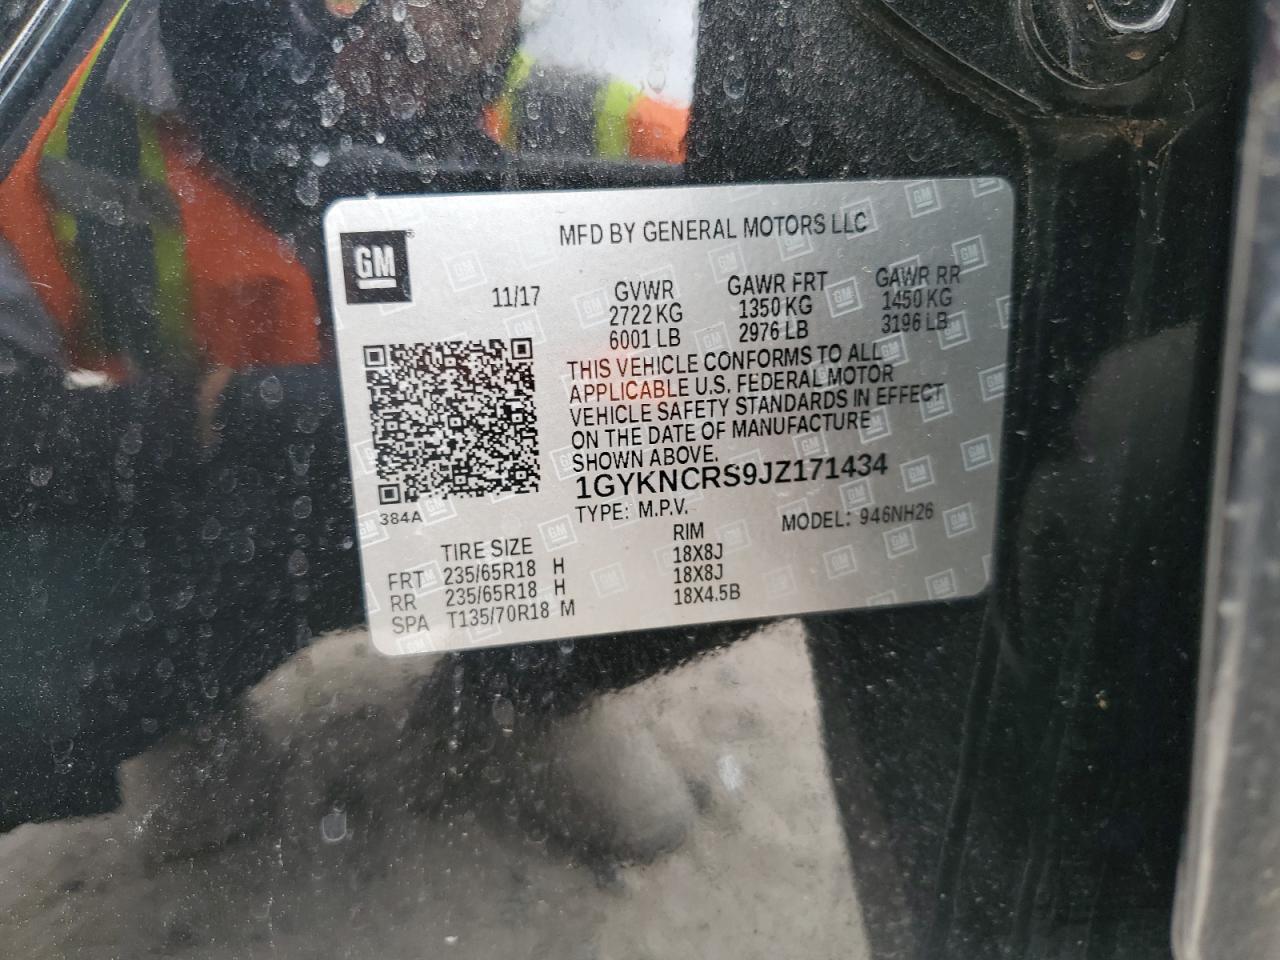 MFD BY GENERAL MOTORS LLC
GM
11/17
GVWR GAWR FRT GAWR RR
2722 KG 1350 KG 1450 KG
6001 LB 2976 LB 3196 LB
THIS VEHICLE CONFORMS TO ALL
APPLICABLE U.S. FEDERAL MOTOR
VEHICLE SAFETY STANDARDS IN EFFECT
ON THE DATE OF MANUFACTURE
SHOWN ABOVE.
1GYKNCRS9JZ171434
384A
TYPE: M.P.V. MODEL: 946NH26
TIRE SIZE RIM
FRT 235/65R18 H 18X8J
RR 235/65R18 H 18X8J
SPA T135/70R18 M 18X4.5B